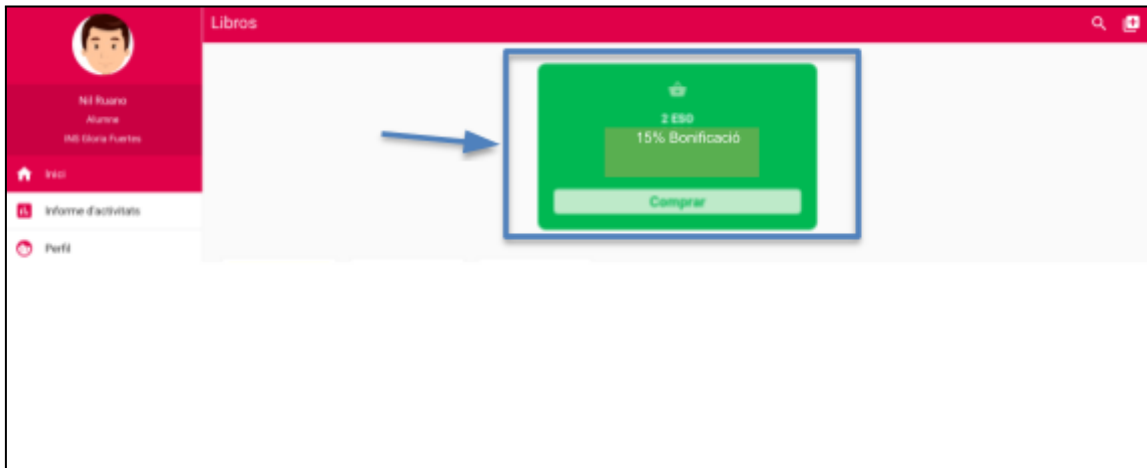 Libros
Nil Ruano
Alumne
INS Gloria Fuertes
Inici
Informe d'activitats
Perfil
2 ESO
15% Bonificació
Comprar